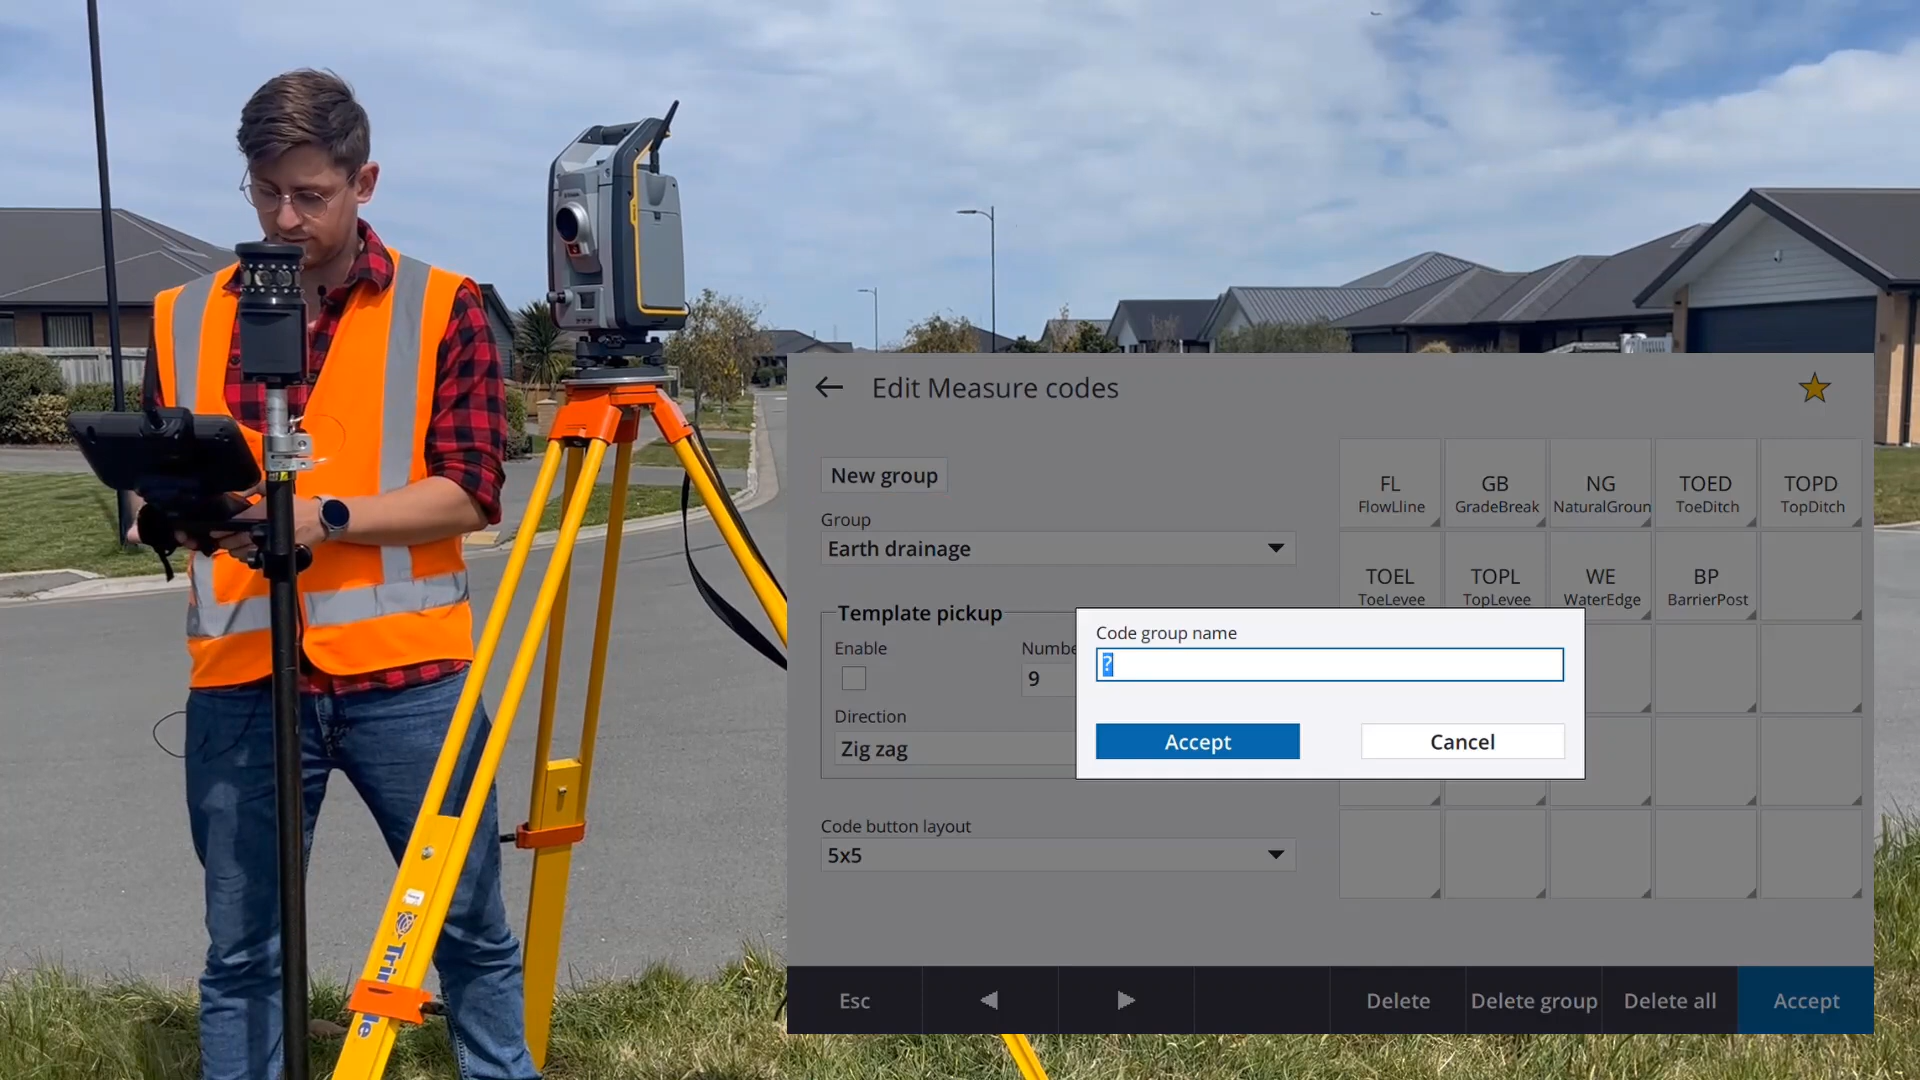 Edit Measure codes
New group
Group
Earth drainage
Template pickup
Enable
Numbe
9
Direction
Zig zag
Code button layout
5x5
FL
FlowLline
GB
GradeBreak
NG
NaturalGroun
TOED
ToeDitch
TOPD
TopDitch
TOEL
ToeLevee
TOPL
TopLevee
WE
WaterEdge
BP
BarrierPost
Code group name
?
Accept
Cancel
Esc
Delete
Delete group
Delete all
Accept